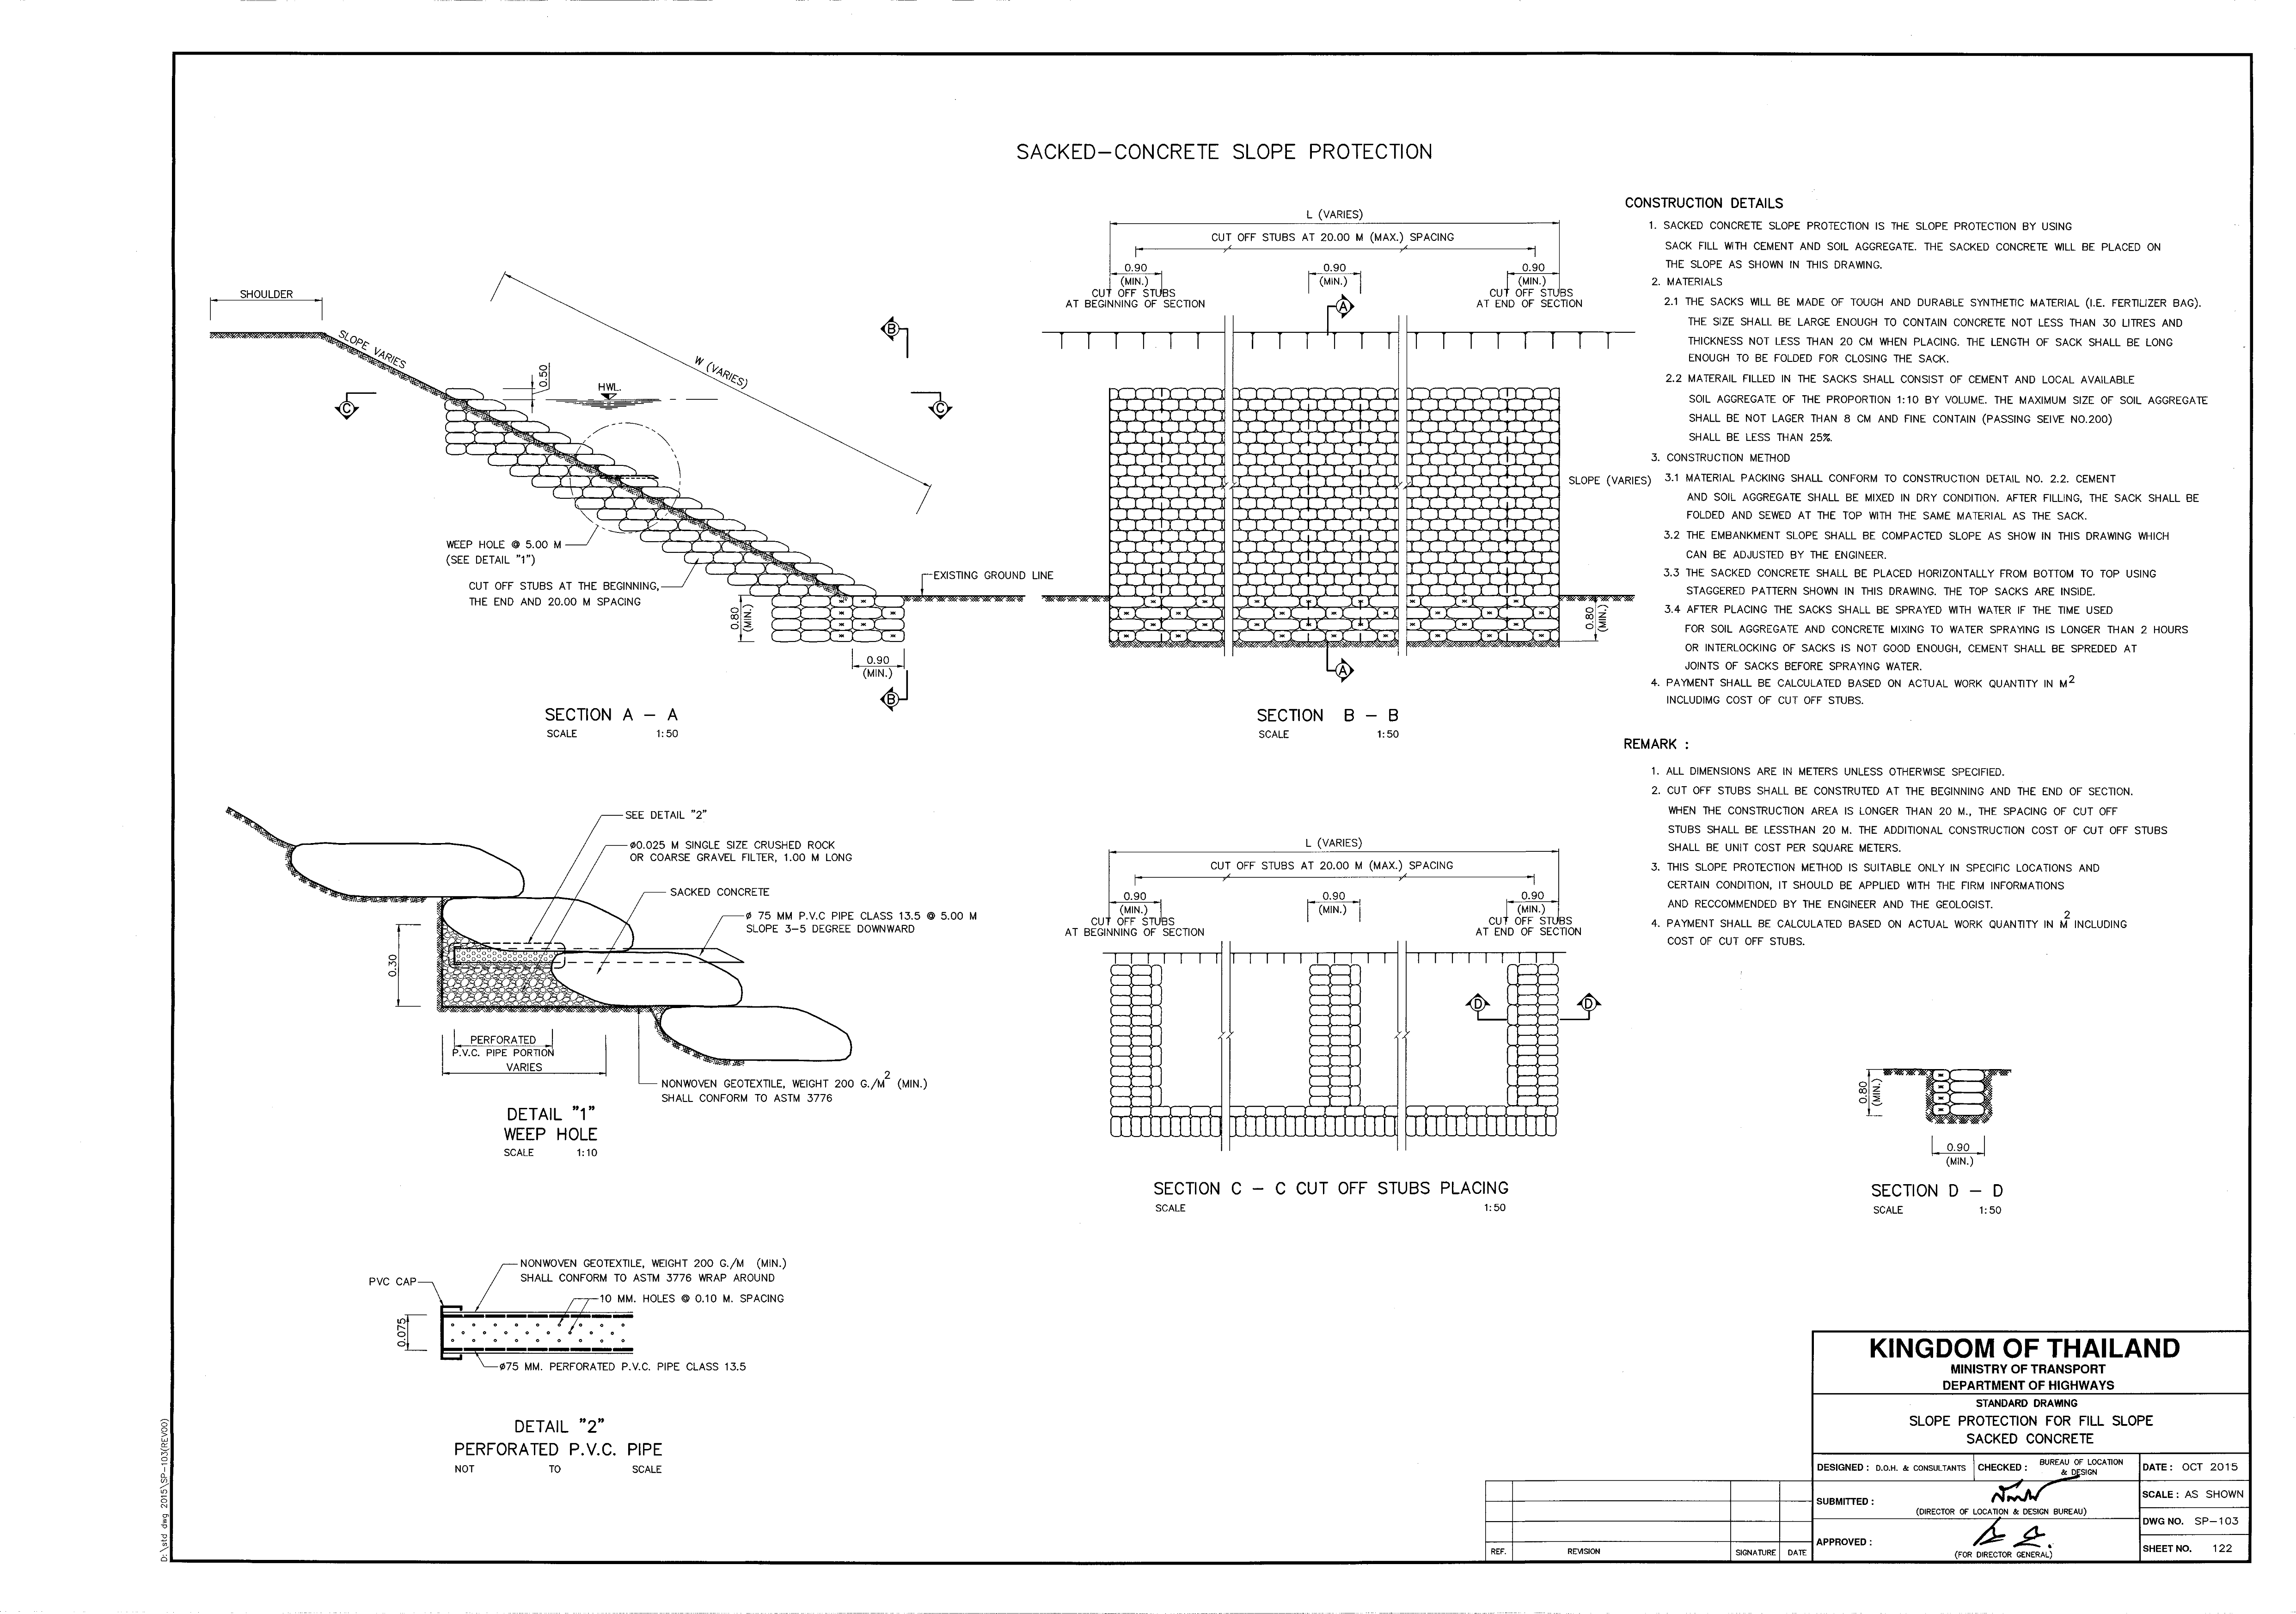 SACKED-CONCRETE SLOPE PROTECTION
SHOULDER
SLOPE VARIES
0.50
HWL.
W (VARIES)
B
C
C
WEEP HOLE @ 5.00 M
(SEE DETAIL "1")
CUT OFF STUBS AT THE BEGINNING,
THE END AND 20.00 M SPACING
EXISTING GROUND LINE
0.80
(MIN.)
0.90
(MIN.)
B
SECTION A - A
SCALE 1:50
L (VARIES)
CUT OFF STUBS AT 20.00 M (MAX.) SPACING
0.90
(MIN.)
CUT OFF STUBS
AT BEGINNING OF SECTION
0.90
(MIN.)
0.90
(MIN.)
CUT OFF STUBS
AT END OF SECTION
A
SLOPE (VARIES)
0.80
(MIN.)
A
SECTION B - B
SCALE 1:50
CONSTRUCTION DETAILS
1. SACKED CONCRETE SLOPE PROTECTION IS THE SLOPE PROTECTION BY USING
SACK FILL WITH CEMENT AND SOIL AGGREGATE. THE SACKED CONCRETE WILL BE PLACED ON
THE SLOPE AS SHOWN IN THIS DRAWING.
2. MATERIALS
2.1 THE SACKS WILL BE MADE OF TOUGH AND DURABLE SYNTHETIC MATERIAL (I.E. FERTILIZER BAG).
THE SIZE SHALL BE LARGE ENOUGH TO CONTAIN CONCRETE NOT LESS THAN 30 LITRES AND
THICKNESS NOT LESS THAN 20 CM WHEN PLACING. THE LENGTH OF SACK SHALL BE LONG
ENOUGH TO BE FOLDED FOR CLOSING THE SACK.
2.2 MATERAIL FILLED IN THE SACKS SHALL CONSIST OF CEMENT AND LOCAL AVAILABLE
SOIL AGGREGATE OF THE PROPORTION 1:10 BY VOLUME. THE MAXIMUM SIZE OF SOIL AGGREGATE
SHALL BE NOT LAGER THAN 8 CM AND FINE CONTAIN (PASSING SEIVE NO.200)
SHALL BE LESS THAN 25%.
3. CONSTRUCTION METHOD
3.1 MATERIAL PACKING SHALL CONFORM TO CONSTRUCTION DETAIL NO. 2.2. CEMENT
AND SOIL AGGREGATE SHALL BE MIXED IN DRY CONDITION. AFTER FILLING, THE SACK SHALL BE
FOLDED AND SEWED AT THE TOP WITH THE SAME MATERIAL AS THE SACK.
3.2 THE EMBANKMENT SLOPE SHALL BE COMPACTED SLOPE AS SHOW IN THIS DRAWING WHICH
CAN BE ADJUSTED BY THE ENGINEER.
3.3 THE SACKED CONCRETE SHALL BE PLACED HORIZONTALLY FROM BOTTOM TO TOP USING
STAGGERED PATTERN SHOWN IN THIS DRAWING. THE TOP SACKS ARE INSIDE.
3.4 AFTER PLACING THE SACKS SHALL BE SPRAYED WITH WATER IF THE TIME USED
FOR SOIL AGGREGATE AND CONCRETE MIXING TO WATER SPRAYING IS LONGER THAN 2 HOURS
OR INTERLOCKING OF SACKS IS NOT GOOD ENOUGH, CEMENT SHALL BE SPREDED AT
JOINTS OF SACKS BEFORE SPRAYING WATER.
4. PAYMENT SHALL BE CALCULATED BASED ON ACTUAL WORK QUANTITY IN M2
INCLUDIMG COST OF CUT OFF STUBS.
REMARK :
1. ALL DIMENSIONS ARE IN METERS UNLESS OTHERWISE SPECIFIED.
2. CUT OFF STUBS SHALL BE CONSTRUTED AT THE BEGINNING AND THE END OF SECTION.
WHEN THE CONSTRUCTION AREA IS LONGER THAN 20 M., THE SPACING OF CUT OFF
STUBS SHALL BE LESSTHAN 20 M. THE ADDITIONAL CONSTRUCTION COST OF CUT OFF STUBS
SHALL BE UNIT COST PER SQUARE METERS.
3. THIS SLOPE PROTECTION METHOD IS SUITABLE ONLY IN SPECIFIC LOCATIONS AND
CERTAIN CONDITION, IT SHOULD BE APPLIED WITH THE FIRM INFORMATIONS
AND RECCOMMENDED BY THE ENGINEER AND THE GEOLOGIST.
4. PAYMENT SHALL BE CALCULATED BASED ON ACTUAL WORK QUANTITY IN M2 INCLUDING
COST OF CUT OFF STUBS.
SEE DETAIL "2"
Ø0.025 M SINGLE SIZE CRUSHED ROCK
OR COARSE GRAVEL FILTER, 1.00 M LONG
SACKED CONCRETE
Ø 75 MM P.V.C PIPE CLASS 13.5 @ 5.00 M
SLOPE 3-5 DEGREE DOWNWARD
0.30
PERFORATED
P.V.C. PIPE PORTION
VARIES
NONWOVEN GEOTEXTILE, WEIGHT 200 G./M2 (MIN.)
SHALL CONFORM TO ASTM 3776
DETAIL "1"
WEEP HOLE
SCALE 1:10
L (VARIES)
CUT OFF STUBS AT 20.00 M (MAX.) SPACING
0.90
(MIN.)
CUT OFF STUBS
AT BEGINNING OF SECTION
0.90
(MIN.)
0.90
(MIN.)
CUT OFF STUBS
AT END OF SECTION
D
D
SECTION C - C CUT OFF STUBS PLACING
SCALE 1:50
0.80
(MIN.)
0.90
(MIN.)
SECTION D - D
SCALE 1:50
NONWOVEN GEOTEXTILE, WEIGHT 200 G./M (MIN.)
SHALL CONFORM TO ASTM 3776 WRAP AROUND
PVC CAP
10 MM. HOLES @ 0.10 M. SPACING
0.075
Ø75 MM. PERFORATED P.V.C. PIPE CLASS 13.5
DETAIL "2"
PERFORATED P.V.C. PIPE
NOT TO SCALE
D:\std dwg 2015\SP-103(REV00)
REF. REVISION SIGNATURE DATE
KINGDOM OF THAILAND
MINISTRY OF TRANSPORT
DEPARTMENT OF HIGHWAYS
STANDARD DRAWING
SLOPE PROTECTION FOR FILL SLOPE
SACKED CONCRETE
DESIGNED : D.O.H. & CONSULTANTS
CHECKED : BUREAU OF LOCATION
& DESIGN
DATE : OCT 2015
SUBMITTED :
(DIRECTOR OF LOCATION & DESIGN BUREAU)
SCALE : AS SHOWN
DWG NO. SP-103
APPROVED :
(FOR DIRECTOR GENERAL)
SHEET NO. 122